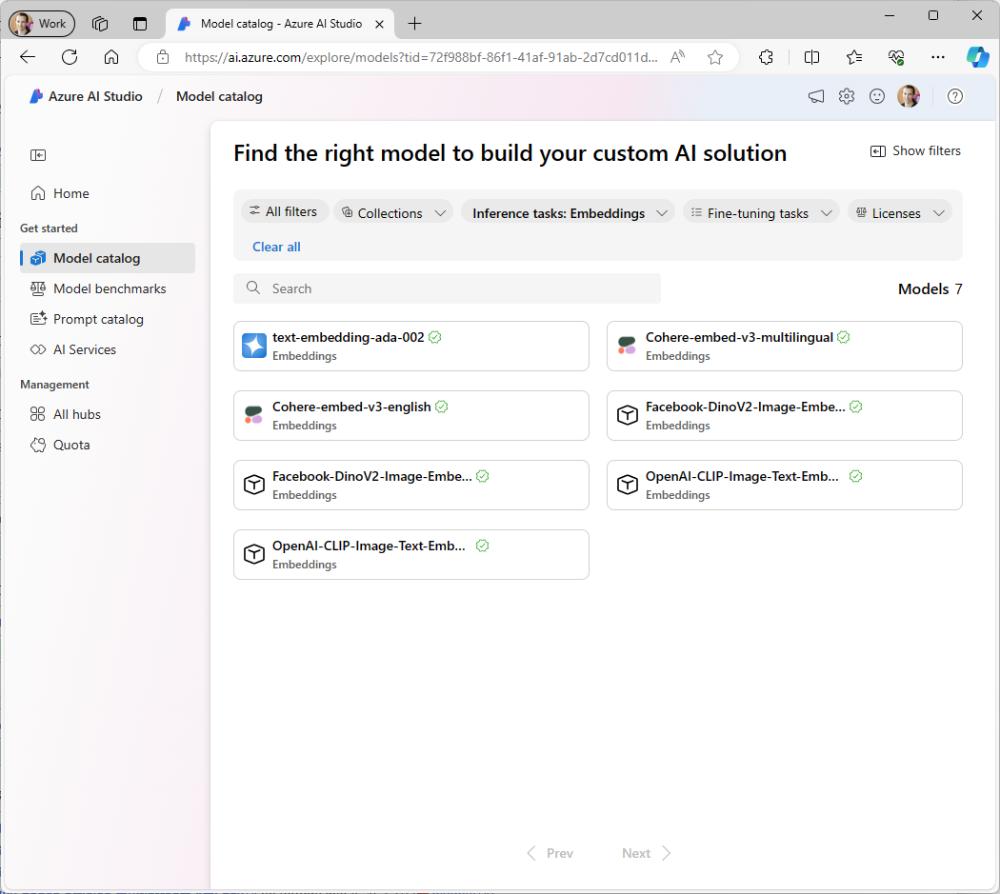 Work
Model catalog - Azure AI Studio
https://ai.azure.com/explore/models?tid=72f988bf-86f1-41af-91ab-2d7cd011d...
Azure AI Studio / Model catalog
Home
Get started
Model catalog
Model benchmarks
Prompt catalog
AI Services
Management
All hubs
Quota
Find the right model to build your custom AI solution
Show filters
All filters Collections Inference tasks: Embeddings Fine-tuning tasks Licenses
Clear all
Search
Models 7
text-embedding-ada-002
Embeddings
Cohere-embed-v3-multilingual
Embeddings
Cohere-embed-v3-english
Embeddings
Facebook-DinoV2-Image-Embe...
Embeddings
Facebook-DinoV2-Image-Embe...
Embeddings
OpenAI-CLIP-Image-Text-Emb...
Embeddings
OpenAI-CLIP-Image-Text-Emb...
Embeddings
Prev Next